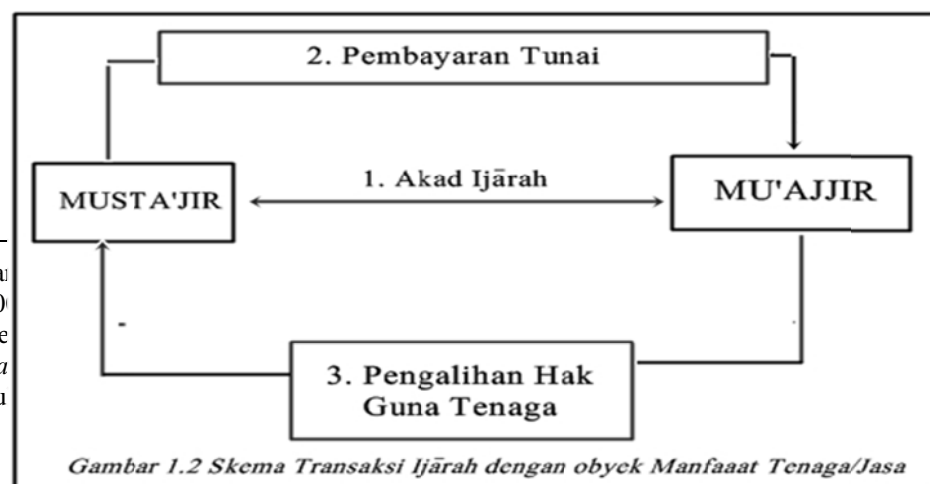 2. Pembayaran Tunai
1. Akad Ijārah
MUSTA'JIR
MU'AJJIR
3. Pengalihan Hak
Guna Tenaga
Gambar 1.2 Skema Transaksi Ijārah dengan obyek Manfaaat Tenaga/Jasa